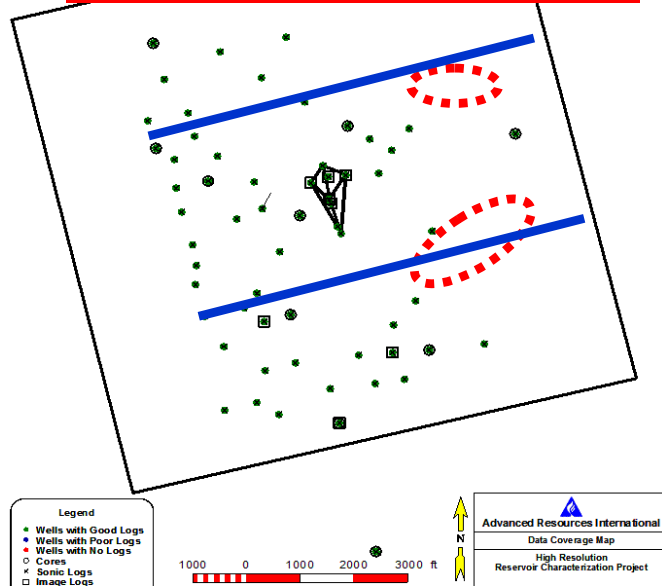 Legend
Wells with Good Logs
Wells with Poor Logs
Wells with No Logs
Cores
Sonic Logs
Image Logs
1000 0 1000 2000 3000 ft
N
Advanced Resources International
Data Coverage Map
High Resolution
Reservoir Characterization Project